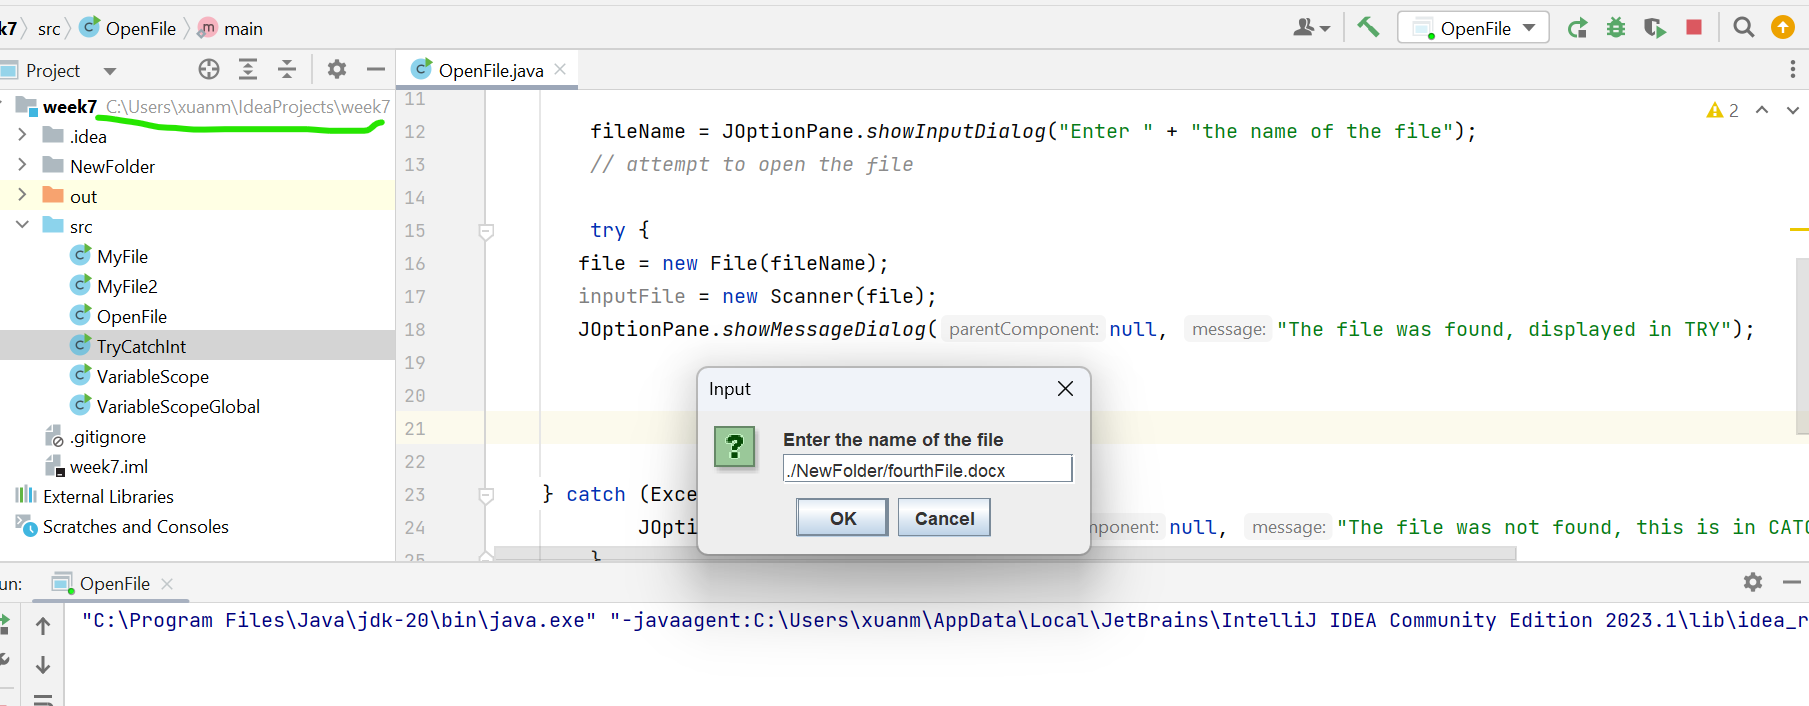 k7 src OpenFile main
OpenFile
Project
OpenFile.java
week7 C:\Users\xuanm\IdeaProjects\week7
.idea
NewFolder
out
src
MyFile
MyFile2
OpenFile
TryCatchInt
VariableScope
VariableScopeGlobal
.gitignore
week7.iml
External Libraries
Scratches and Consoles
2
11
12 fileName = JOptionPane.showInputDialog("Enter " + "the name of the file");
13 // attempt to open the file
14
15 try {
16 file = new File(fileName);
17 inputFile = new Scanner(file);
18 JOptionPane.showMessageDialog( parentComponent: null, message: "The file was found, displayed in TRY");
19
20
21
22
23 } catch (Exce
24 JOpti mponent: null, message: "The file was not found, this is in CATC
25 }
Input
Enter the name of the file
./NewFolder/fourthFile.docx
OK Cancel
un: OpenFile
"C:\Program Files\Java\jdk-20\bin\java.exe" "-javaagent:C:\Users\xuanm\AppData\Local\JetBrains\IntelliJ IDEA Community Edition 2023.1\lib\idea_r